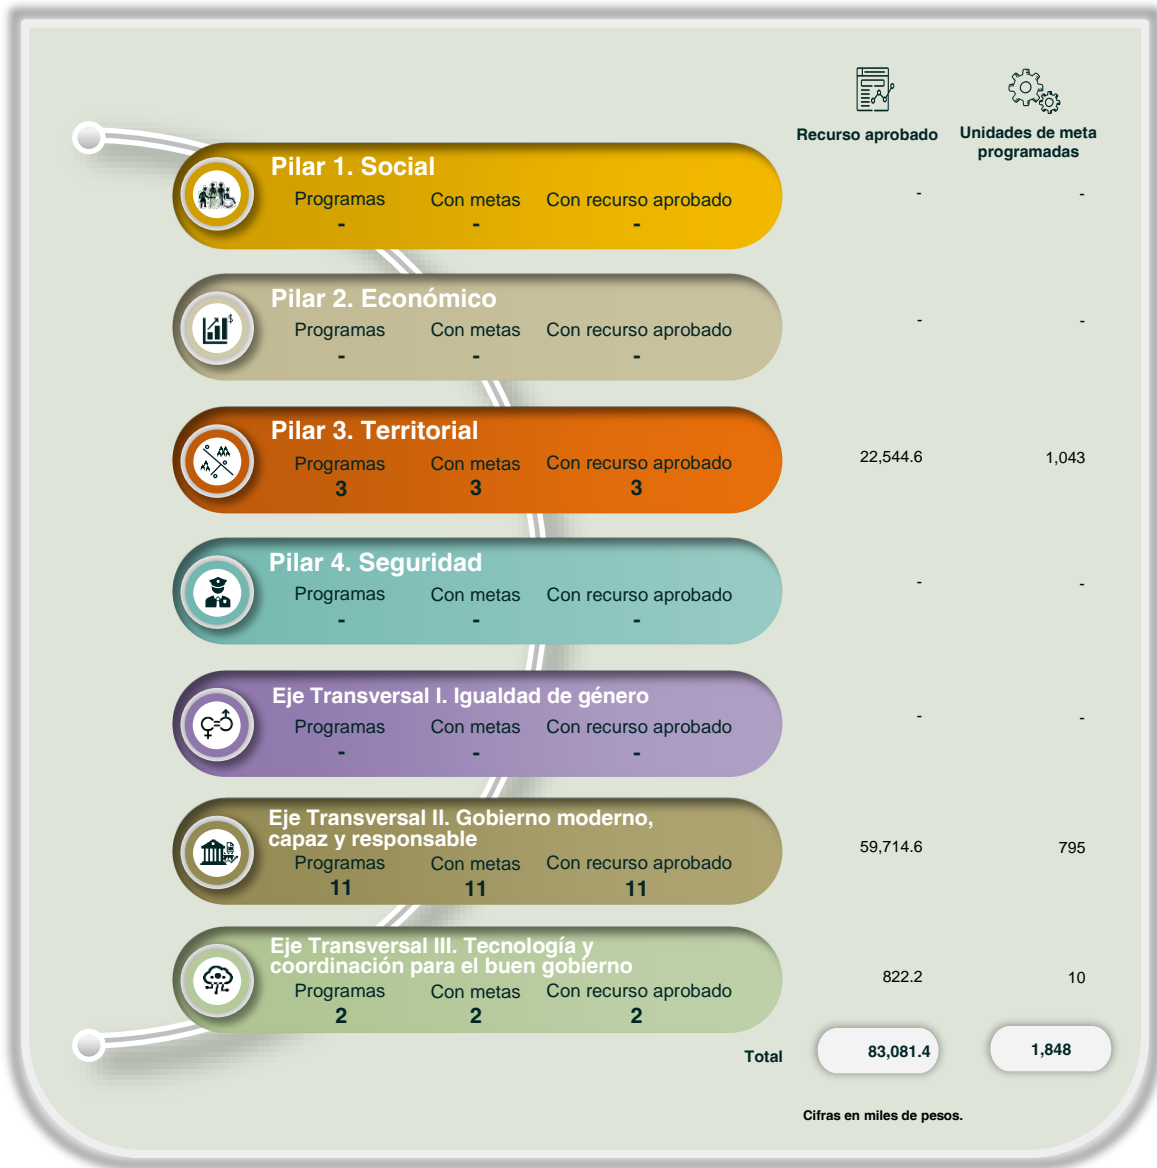 Recurso aprobado
Unidades de meta
programadas
Pilar 1. Social
Programas Con metas Con recurso aprobado - -
- - -
Pilar 2. Económico
Programas Con metas Con recurso aprobado - -
- - -
Pilar 3. Territorial
Programas Con metas Con recurso aprobado 22,544.6 1,043
3 3 3
Pilar 4. Seguridad
Programas Con metas Con recurso aprobado - -
- - -
Eje Transversal I. Igualdad de género
Programas Con metas Con recurso aprobado - -
- - -
Eje Transversal II. Gobierno moderno,
capaz y responsable
Programas Con metas Con recurso aprobado 59,714.6 795
11 11 11
Eje Transversal III. Tecnología y
coordinación para el buen gobierno
Programas Con metas Con recurso aprobado 822.2 10
2 2 2
Total 83,081.4 1,848
Cifras en miles de pesos.